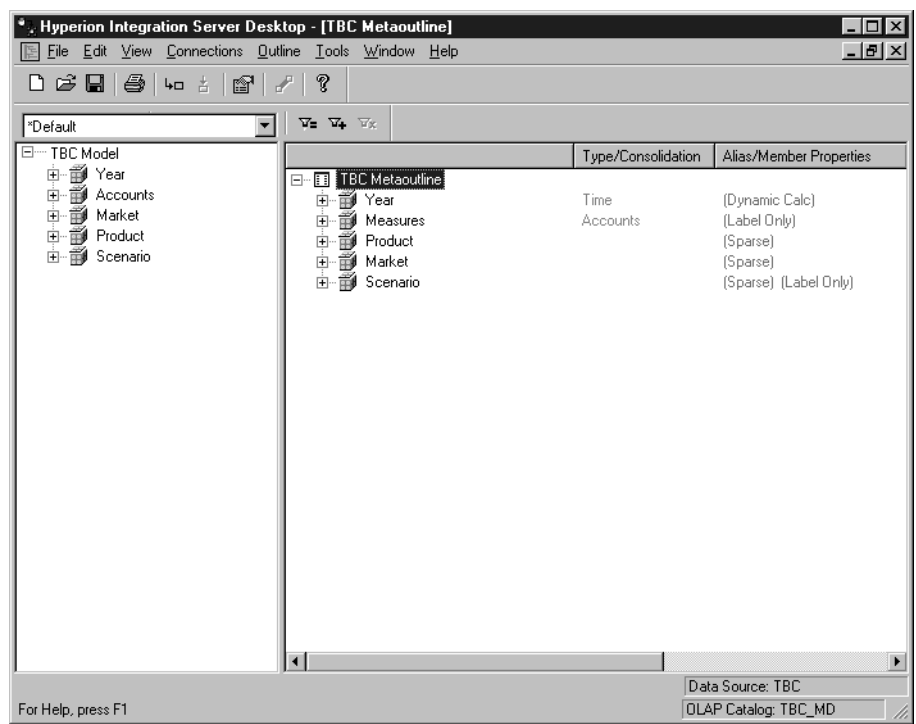 Hyperion Integration Server Desktop - [TBC Metaoutline]
File Edit View Connections Outline Tools Window Help
*Default
TBC Model
Year
Accounts
Market
Product
Scenario
Type/Consolidation Alias/Member Properties
TBC Metaoutline
Year Time (Dynamic Calc)
Measures Accounts (Label Only)
Product (Sparse)
Market (Sparse)
Scenario (Sparse) (Label Only)
Data Source: TBC
For Help, press F1 OLAP Catalog: TBC_MD